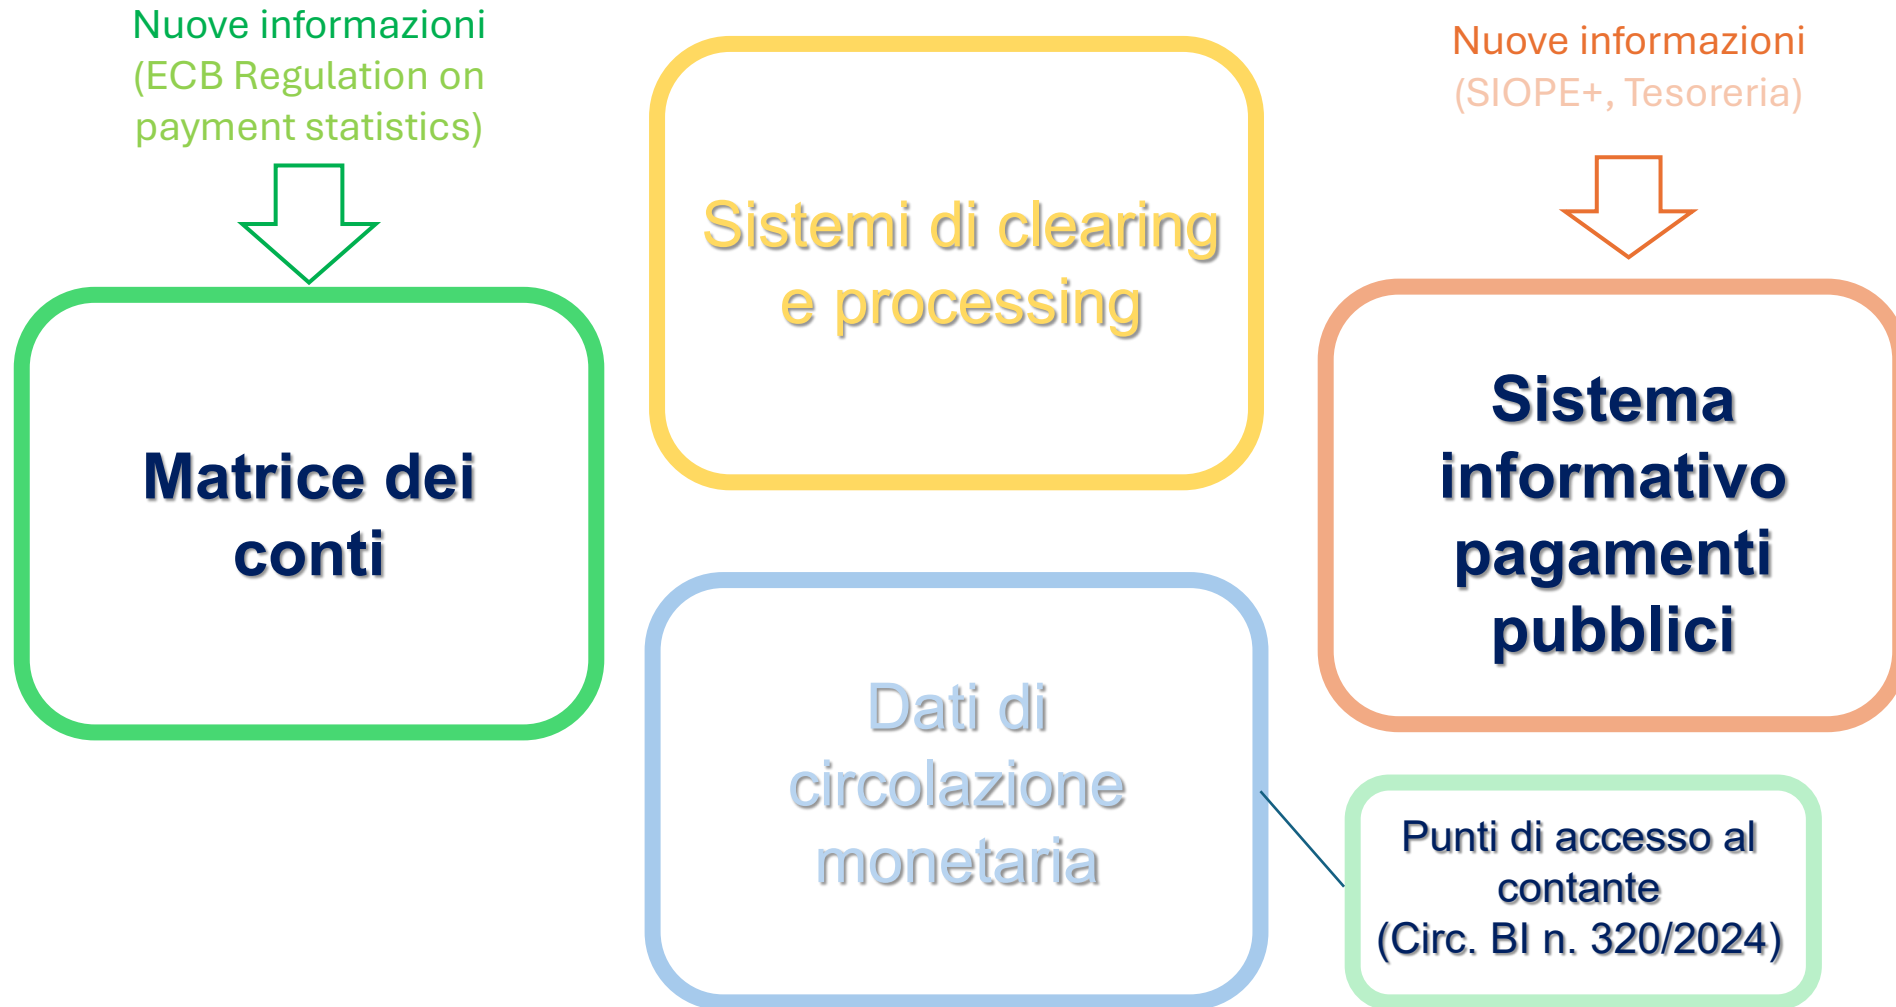 Nuove informazioni
(ECB Regulation on
payment statistics)
Matrice dei
conti
Sistemi di clearing
e processing
Dati di
circolazione
monetaria
Nuove informazioni
(SIOPE+, Tesoreria)
Sistema
informativo
pagamenti
pubblici
Punti di accesso al
contante
(Circ. BI n. 320/2024)